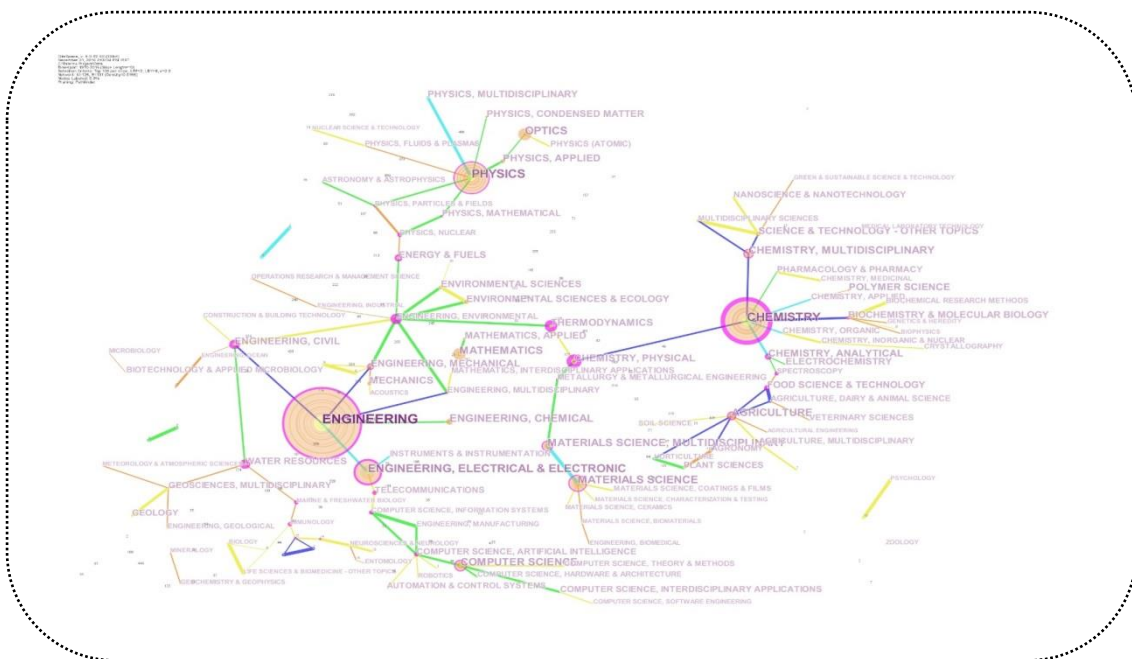 PHYSICS, MULTIDISCIPLINARY
PHYSICS, CONDENSED MATTER
NUCLEAR SCIENCE & TECHNOLOGY
OPTICS
PHYSICS, FLUIDS & PLASMAS
PHYSICS (ATOMIC)
PHYSICS, APPLIED
PHYSICS
ASTRONOMY & ASTROPHYSICS
GREEN & SUSTAINABLE SCIENCE & TECHNOLOGY
NANOSCIENCE & NANOTECHNOLOGY
PHYSICS, PARTICLES & FIELDS
PHYSICS, MATHEMATICAL
MULTIDISCIPLINARY SCIENCES
PHYSICS, NUCLEAR
SCIENCE & TECHNOLOGY - OTHER TOPICS
CHEMISTRY, MULTIDISCIPLINARY
ENERGY & FUELS
PHARMACOLOGY & PHARMACY
OPERATIONS RESEARCH & MANAGEMENT SCIENCE
CHEMISTRY, MEDICINAL
ENVIRONMENTAL SCIENCES
POLYMER SCIENCE
CHEMISTRY, APPLIED
ENVIRONMENTAL SCIENCES & ECOLOGY
BIOCHEMICAL RESEARCH METHODS
ENGINEERING, INDUSTRIAL
CONSTRUCTION & BUILDING TECHNOLOGY
ENGINEERING, ENVIRONMENTAL
CHEMISTRY
BIOCHEMISTRY & MOLECULAR BIOLOGY
THERMODYNAMICS
GENETICS & HEREDITY
ENGINEERING, CIVIL
MATHEMATICS, APPLIED
CHEMISTRY, ORGANIC
BIOPHYSICS
CHEMISTRY, INORGANIC & NUCLEAR
MICROBIOLOGY
ENGINEERING, OCEAN
MATHEMATICS
CRYSTALLOGRAPHY
BIOTECHNOLOGY & APPLIED MICROBIOLOGY
ENGINEERING, MECHANICAL
CHEMISTRY, PHYSICAL
CHEMISTRY, ANALYTICAL
ELECTROCHEMISTRY
MATHEMATICS, INTERDISCIPLINARY APPLICATIONS
SPECTROSCOPY
MECHANICS
METALLURGY & METALLURGICAL ENGINEERING
ACOUSTICS
ENGINEERING, MULTIDISCIPLINARY
FOOD SCIENCE & TECHNOLOGY
AGRICULTURE, DAIRY & ANIMAL SCIENCE
AGRICULTURE
VETERINARY SCIENCES
ENGINEERING
ENGINEERING, CHEMICAL
SOIL SCIENCE
AGRICULTURAL ENGINEERING
MATERIALS SCIENCE, MULTIDISCIPLINARY
AGRICULTURE, MULTIDISCIPLINARY
AGRONOMY
INSTRUMENTS & INSTRUMENTATION
HORTICULTURE
METEOROLOGY & ATMOSPHERIC SCIENCES
WATER RESOURCES
PLANT SCIENCES
ENGINEERING, ELECTRICAL & ELECTRONIC
MATERIALS SCIENCE
PSYCHOLOGY
GEOSCIENCES, MULTIDISCIPLINARY
TELECOMMUNICATIONS
MATERIALS SCIENCE, COATINGS & FILMS
MARINE & FRESHWATER BIOLOGY
MATERIALS SCIENCE, CHARACTERIZATION & TESTING
GEOLOGY
COMPUTER SCIENCE, INFORMATION SYSTEMS
MATERIALS SCIENCE, CERAMICS
ENGINEERING, GEOLOGICAL
IMMUNOLOGY
ENGINEERING, MANUFACTURING
MATERIALS SCIENCE, BIOMATERIALS
BIOLOGY
NEUROSCIENCES & NEUROLOGY
ENGINEERING, BIOMEDICAL
ZOOLOGY
MINERALOGY
COMPUTER SCIENCE, ARTIFICIAL INTELLIGENCE
ENTOMOLOGY
COMPUTER SCIENCE
COMPUTER SCIENCE, THEORY & METHODS
LIFE SCIENCES & BIOMEDICINE - OTHER TOPICS
ROBOTICS
COMPUTER SCIENCE, HARDWARE & ARCHITECTURE
GEOCHEMISTRY & GEOPHYSICS
AUTOMATION & CONTROL SYSTEMS
COMPUTER SCIENCE, INTERDISCIPLINARY APPLICATIONS
COMPUTER SCIENCE, SOFTWARE ENGINEERING